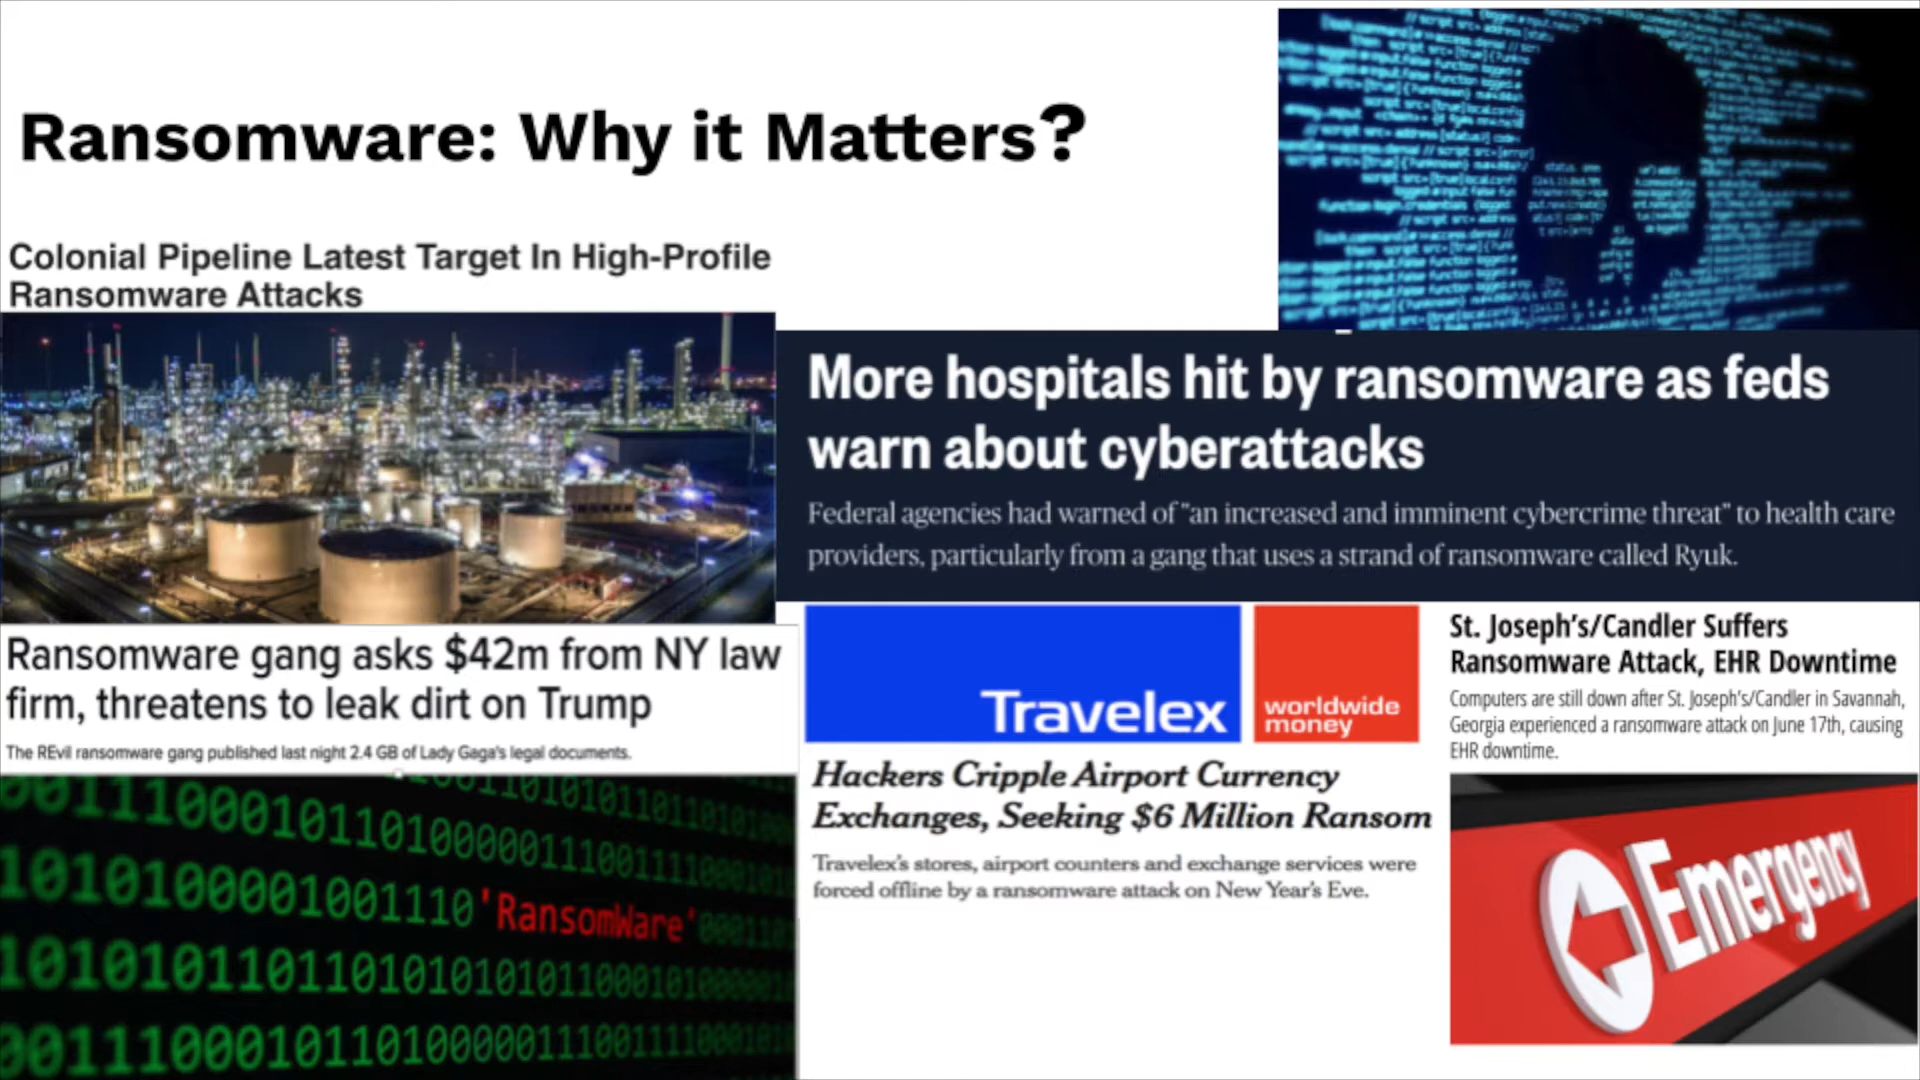 Ransomware: Why it Matters?
Colonial Pipeline Latest Target In High-Profile
Ransomware Attacks
More hospitals hit by ransomware as feds
warn about cyberattacks
Federal agencies had warned of "an increased and imminent cybercrime threat" to health care
providers, particularly from a gang that uses a strand of ransomware called Ryuk.
Ransomware gang asks $42m from NY law
firm, threatens to leak dirt on Trump
The REvil ransomware gang published last night 2.4 GB of Lady Gaga's legal documents.
'RansomWare'
Travelex
worldwide
money
Hackers Cripple Airport Currency
Exchanges, Seeking $6 Million Ransom
Travelex's stores, airport counters and exchange services were
forced offline by a ransomware attack on New Year's Eve.
St. Joseph's/Candler Suffers
Ransomware Attack, EHR Downtime
Computers are still down after St. Joseph's/Candler in Savannah,
Georgia experienced a ransomware attack on June 17th, causing
EHR downtime.
Emergency